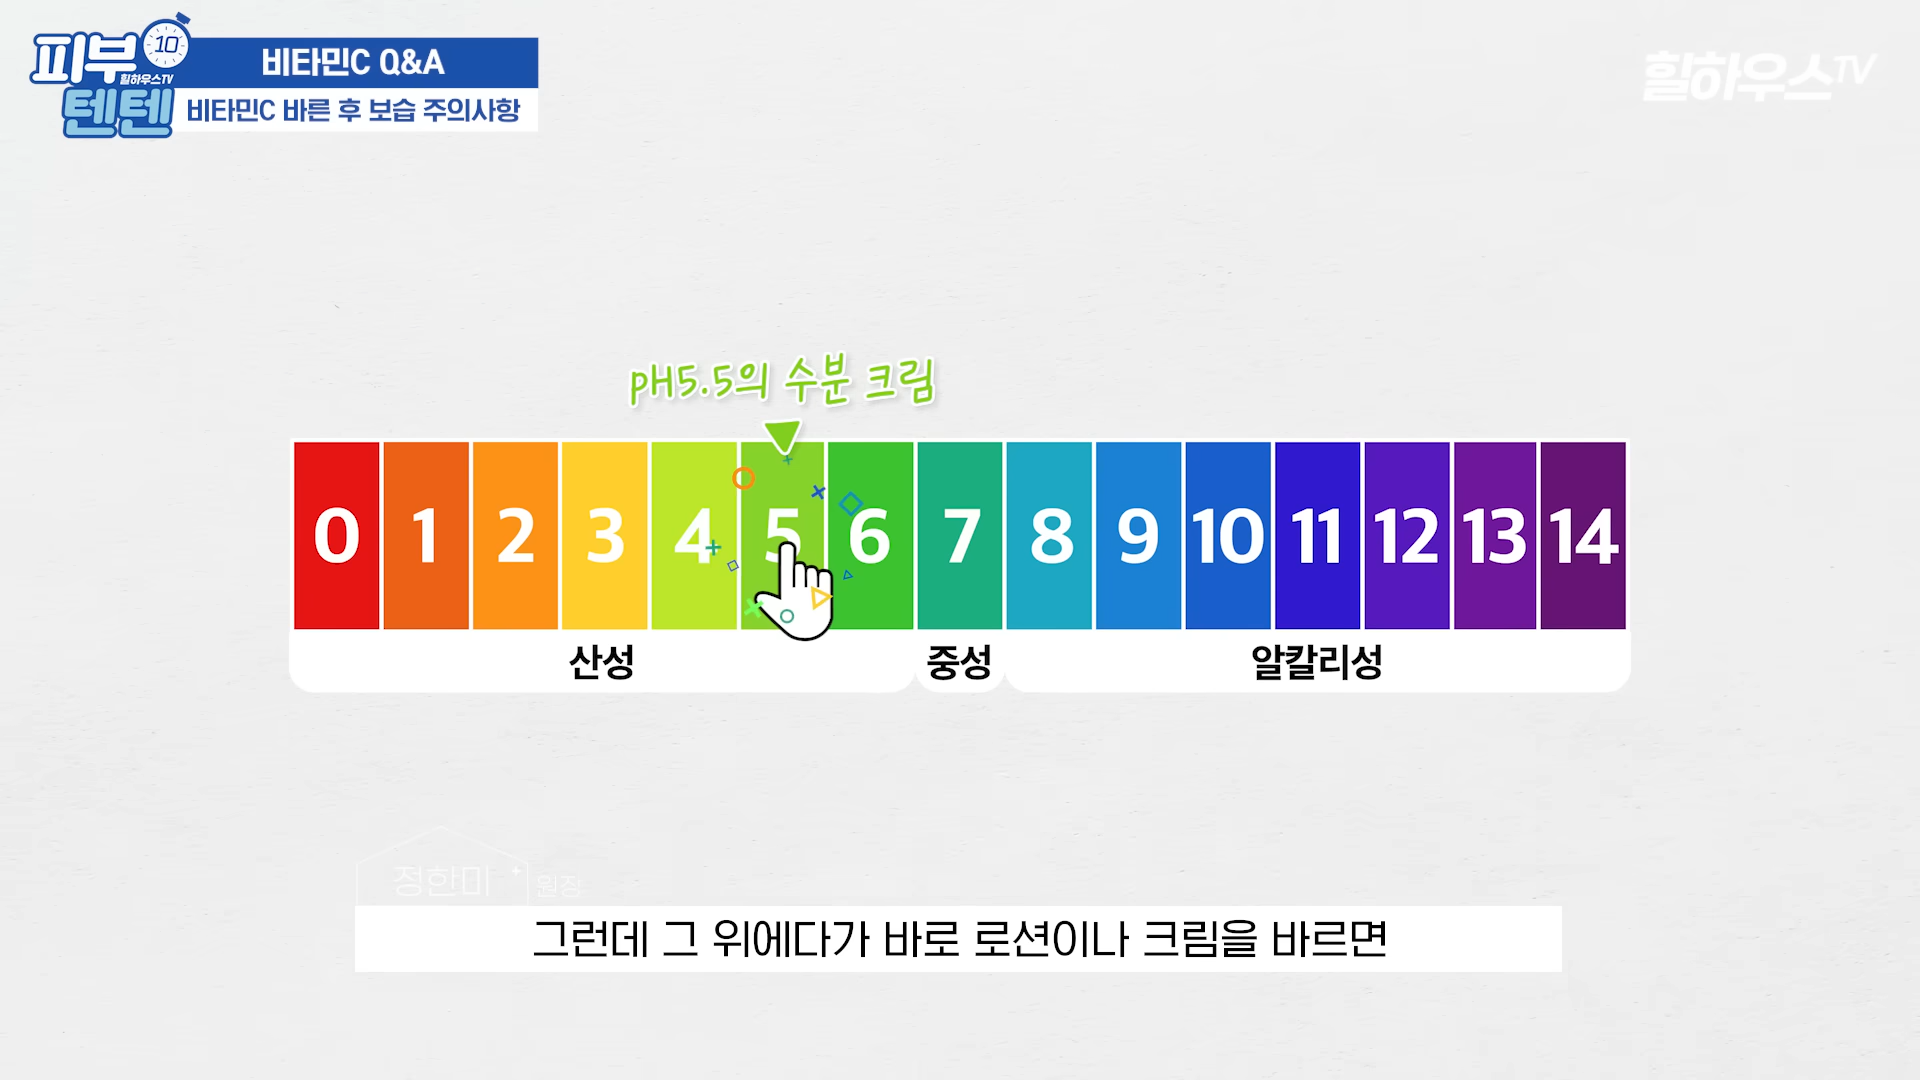 피부
10
힐하우스TV
텐텐
비타민C Q&A
비타민C 바른 후 보습 주의사항
힐하우스TV
pH5.5의 수분 크림
0 1 2 3 4 5 6 7 8 9 10 11 12 13 14
산성 중성 알칼리성
정한미 원장
그런데 그 위에다가 바로 로션이나 크림을 바르면